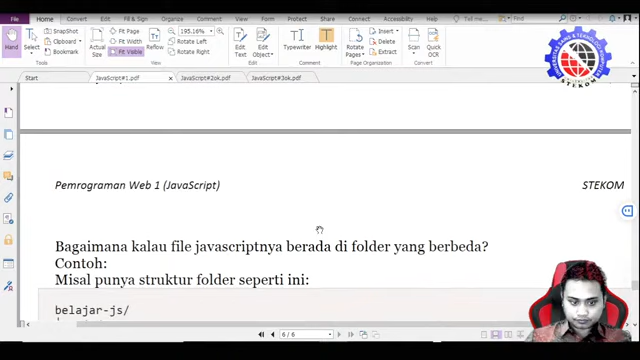 File Home Edit Fill & Sign Organize Comment View Form Protect Share Connect Accessibility Help Tutorial
Hand
Select
SnapShot
Clipboard
Bookmark
Actual Size
Fit Page
Fit Width
Fit Visible
Reflow
195.16%
Rotate Left
Rotate Right
Edit Text
Edit Object
Typewriter
Highlight
Rotate Pages
Insert
Delete
Extract
Scan
Quick OCR
Tools
View
Edit
Comment
Page Organization
Convert
Start JavaScript#1.pdf JavaScript#2ok.pdf JavaScript#3ok.pdf
STEKOM
Pemrograman Web 1 (JavaScript) STEKOM
Bagaimana kalau file javascriptnya berada di folder yang berbeda?
Contoh:
Misal punya struktur folder seperti ini:
belajar-js/
6 / 6